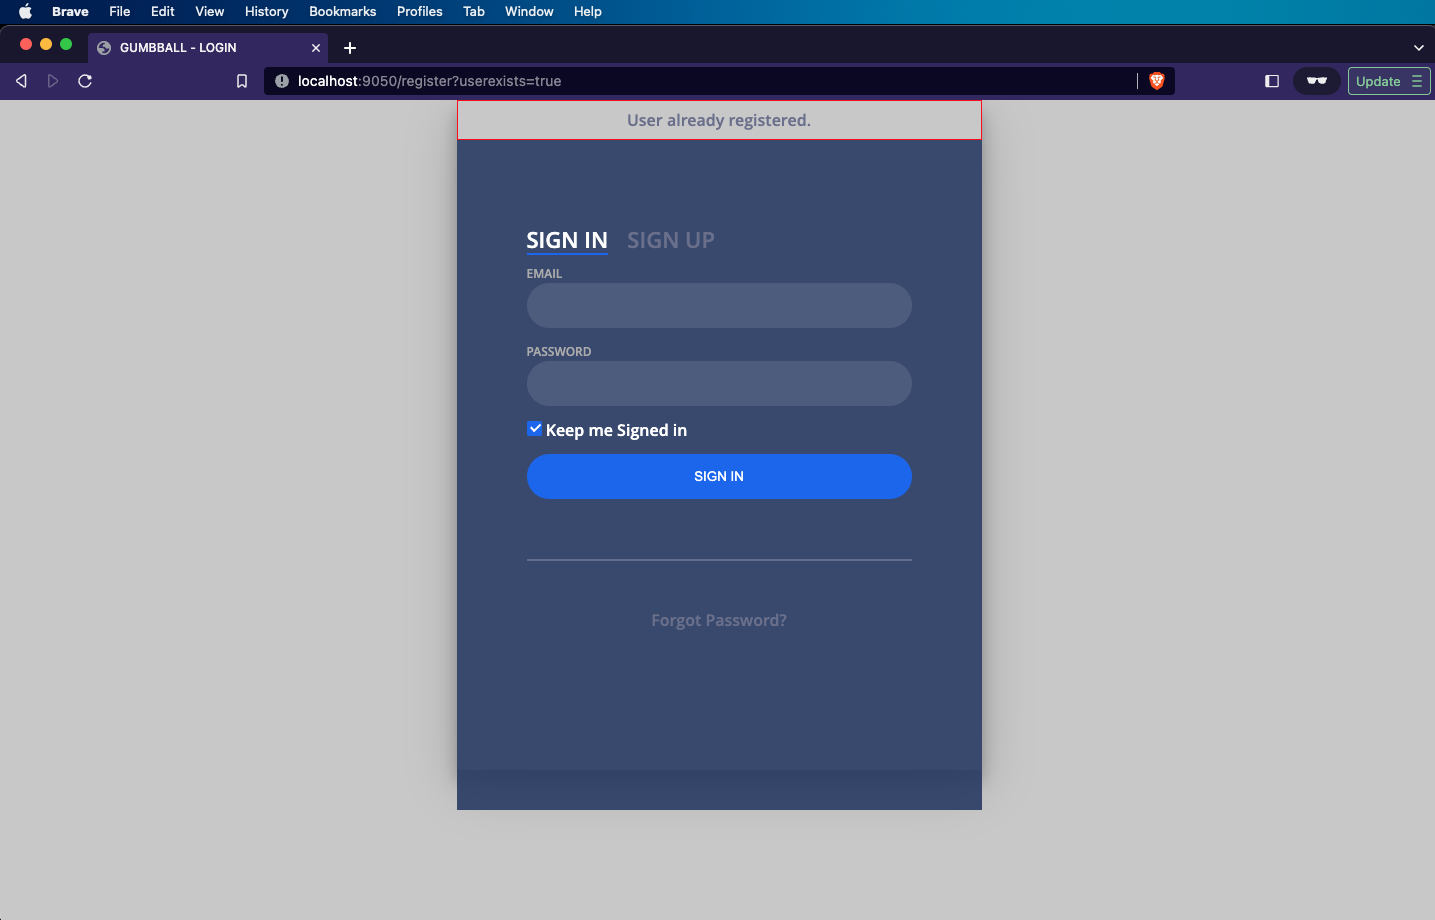 Brave File Edit View History Bookmarks Profiles Tab Window Help
GUMBBALL - LOGIN
localhost:9050/register?userexists=true
Update
User already registered.
SIGN IN SIGN UP
EMAIL
PASSWORD
Keep me Signed in
SIGN IN
Forgot Password?